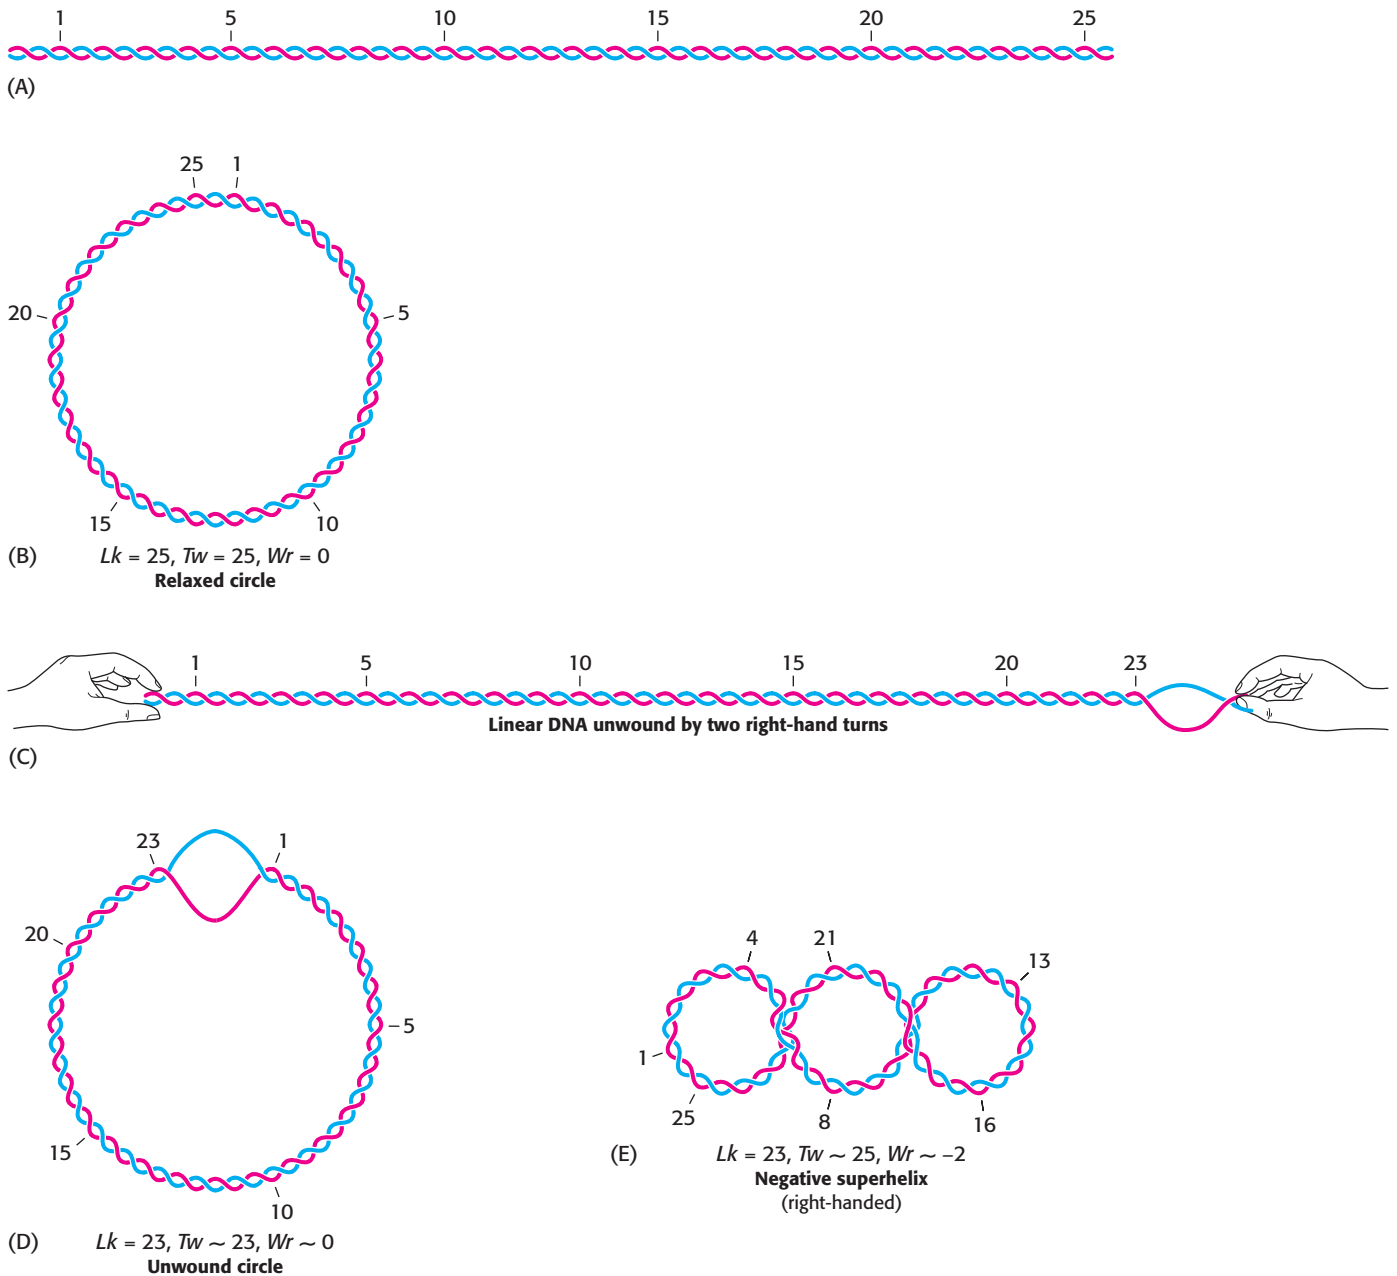 1 5 10 15 20 25
(A)
25 1
20 5
15 10
(B) Lk = 25, Tw = 25, Wr = 0
Relaxed circle
1 5 10 15 20 23
Linear DNA unwound by two right-hand turns
(C)
23 1
20
5
15
10
(D) Lk = 23, Tw ~ 23, Wr ~ 0
Unwound circle
4 21 13
1
25 8 16
(E) Lk = 23, Tw ~ 25, Wr ~ –2
Negative superhelix
(right-handed)